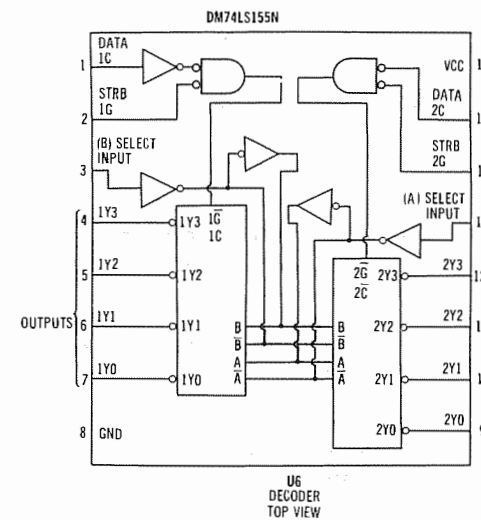 DM74LS155N
DATA
1C
1
STRB
1G
2
(B) SELECT
INPUT
3
4
1Y3
5
1Y2
OUTPUTS
6
1Y1
7
1Y0
8
GND
1Y3
1G̅
1C
1Y2
1Y1
1Y0
B
B̅
A
A̅
B
B̅
A
A̅
2G̅
2C̅
2Y3
2Y2
2Y1
2Y0
VCC
DATA
2C
STRB
2G
(A) SELECT
INPUT
2Y3
2Y2
2Y1
2Y0
U6
DECODER
TOP VIEW